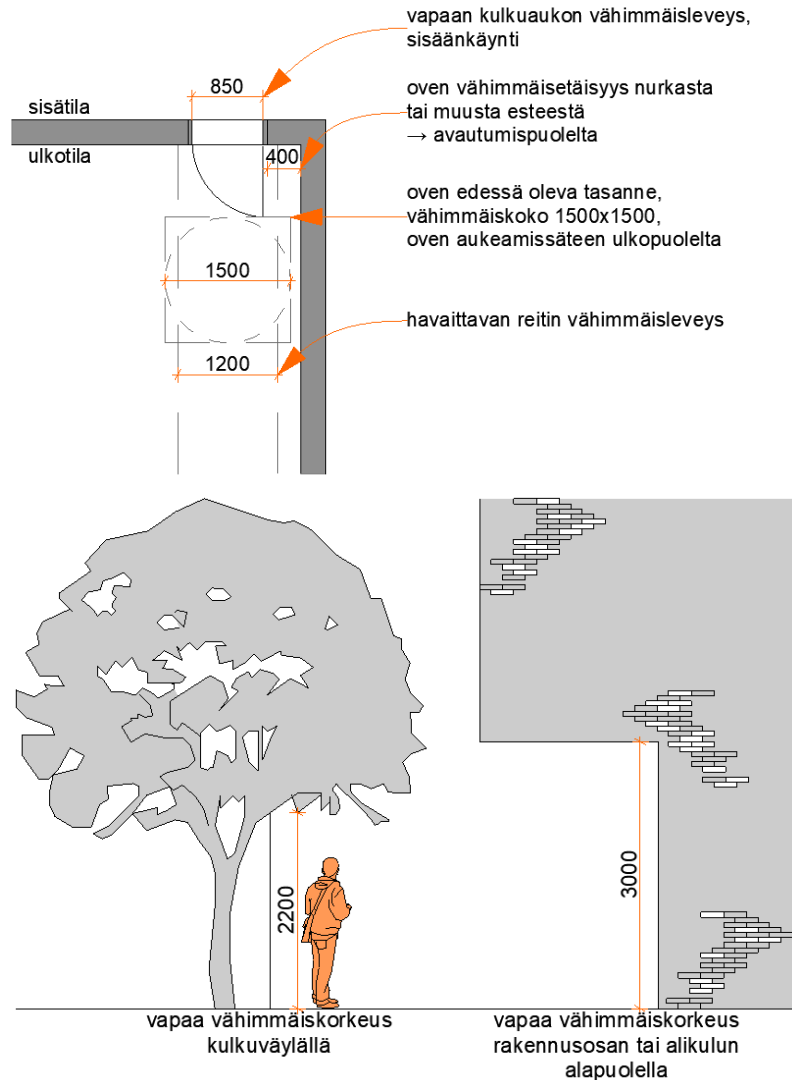 vapaan kulkuaukon vähimmäisleveys,
sisäänkäynti
850
sisätila
ulkotila
oven vähimmäisetäisyys nurkasta
tai muusta esteestä
→ avautumispuolelta
400
oven edessä oleva tasanne,
vähimmäiskoko 1500x1500,
oven aukeamissäteen ulkopuolelta
1500
havaittavan reitin vähimmäisleveys
1200
2200
3000
vapaa vähimmäiskorkeus
kulkuväylällä
vapaa vähimmäiskorkeus
rakennusosan tai alikulun
alapuolella